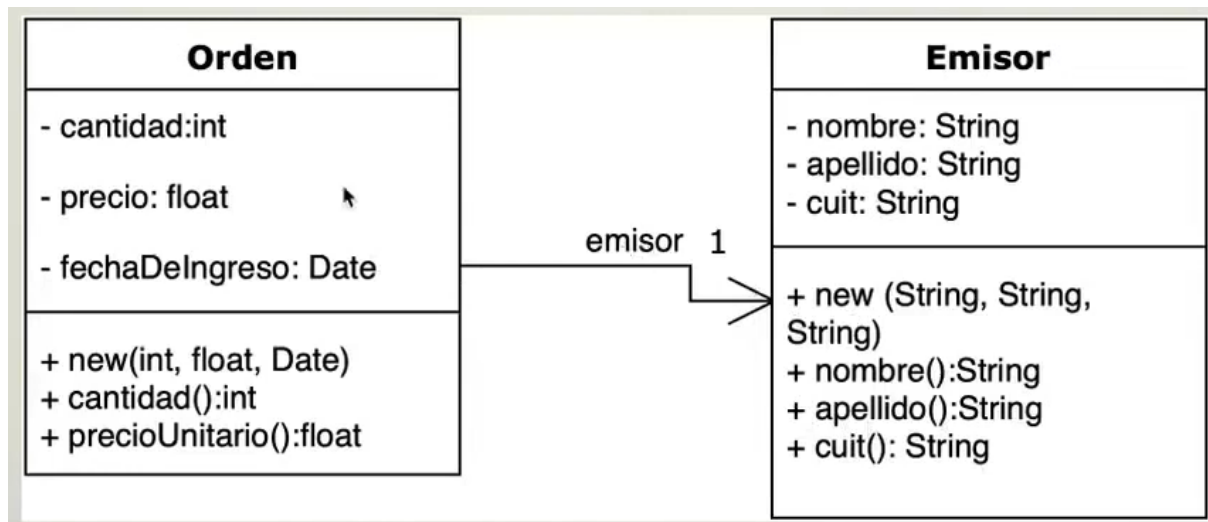 Orden
- cantidad:int
- precio: float
- fechaDeIngreso: Date
+ new(int, float, Date)
+ cantidad():int
+ precioUnitario():float
emisor 1
Emisor
- nombre: String
- apellido: String
- cuit: String
+ new (String, String,
String)
+ nombre():String
+ apellido():String
+ cuit(): String